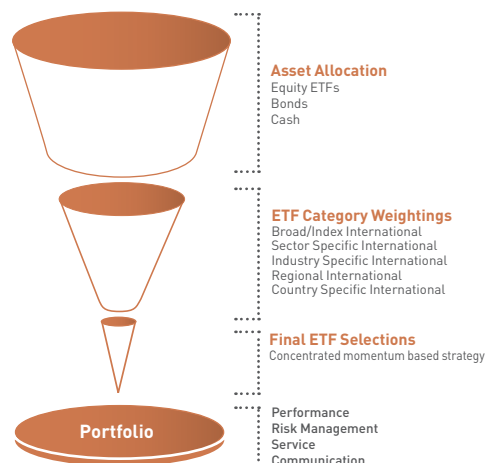 Asset Allocation
Equity ETFs
Bonds
Cash
ETF Category Weightings
Broad/Index International
Sector Specific International
Industry Specific International
Regional International
Country Specific International
Final ETF Selections
Concentrated momentum based strategy
Portfolio
Performance
Risk Management
Service
Communication